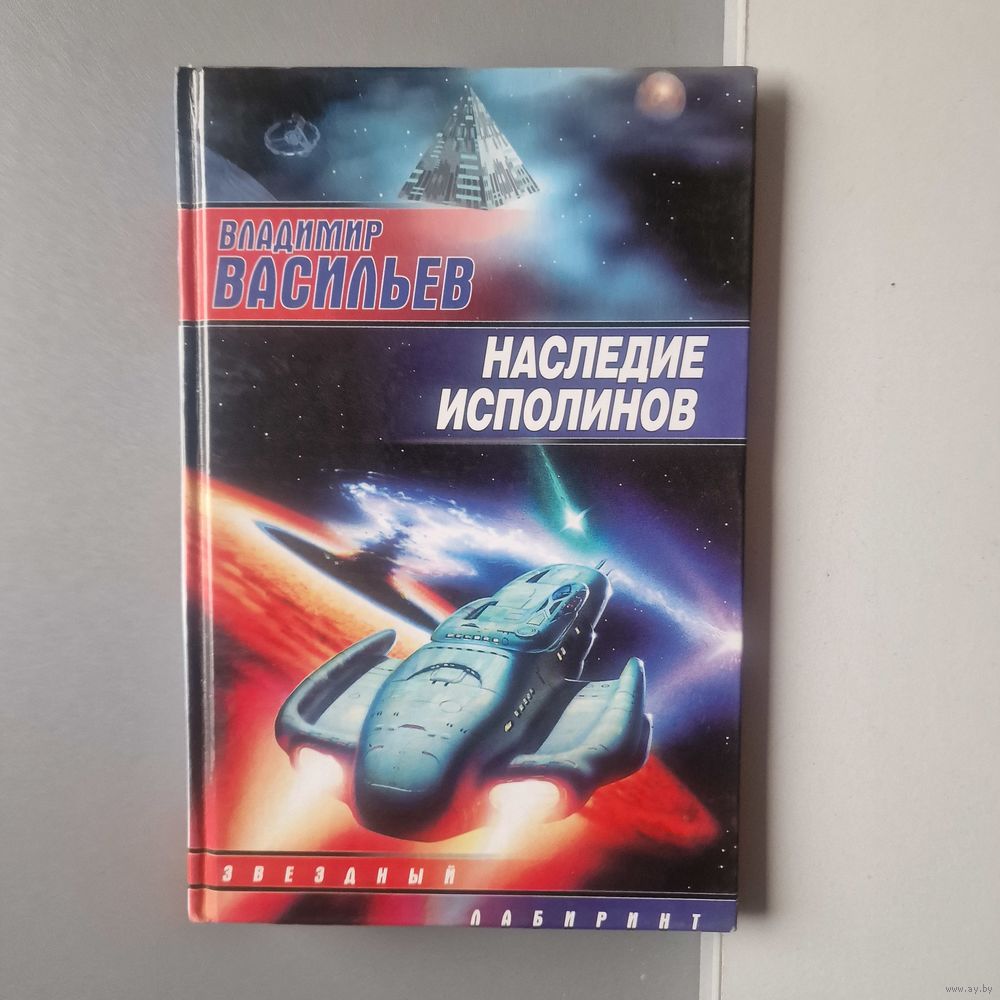 ВЛАДИМИР
ВАСИЛЬЕВ
НАСЛЕДИЕ
ИСПОЛИНОВ
ЗВЕЗДНЫЙ
ЛАБИРИНТ
www.ay.by